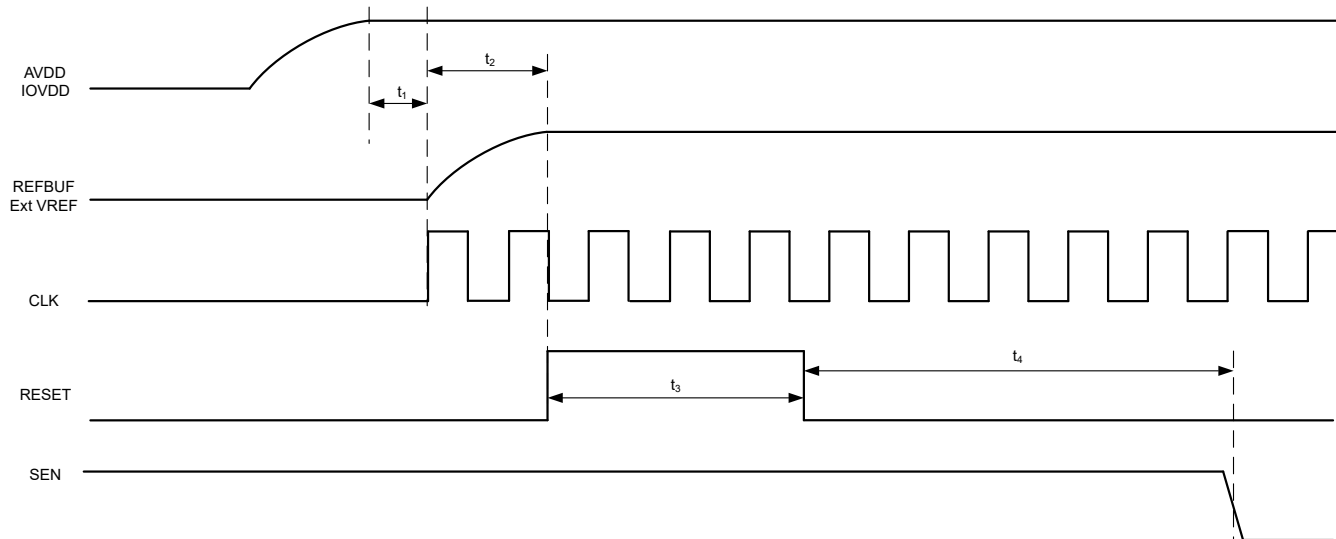 AVDD
IOVDD
t₁
t₂
REFBUF
Ext VREF
CLK
RESET
t₃
t₄
SEN